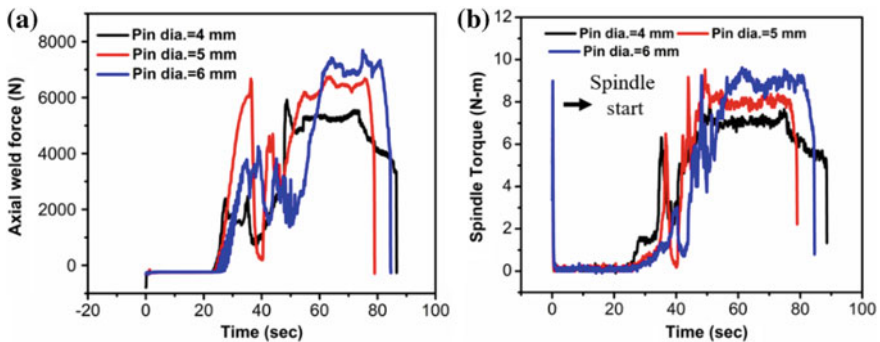 (a)
Pin dia.=4 mm
Pin dia.=5 mm
Pin dia.=6 mm
Axial weld force (N)
8000
6000
4000
2000
0
-20 0 20 40 60 80 100
Time (sec)
(b)
Pin dia.=4 mm Pin dia.=5 mm
Pin dia.=6 mm
Spindle
start
Spindle Torque (N-m)
12
10
8
6
4
2
0
0 20 40 60 80 100
Time (sec)